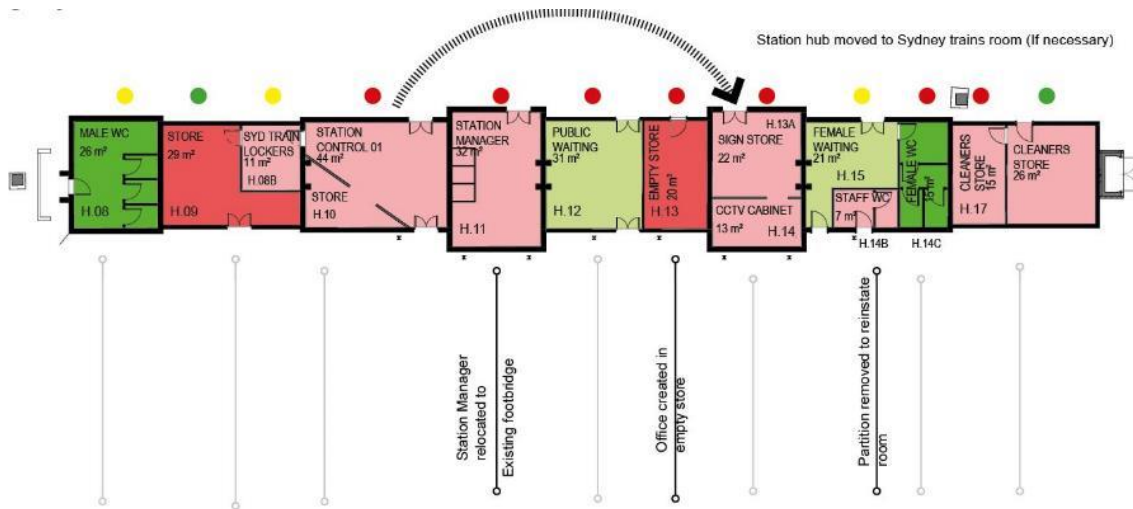 Station hub moved to Sydney trains room (If necessary)
MALE WC
26 m²
H.08
STORE
29 m²
H.09
SYD TRAIN
LOCKERS
11 m²
H.08B
STATION
CONTROL 01
44 m²
STORE
H.10
STATION
MANAGER
32 m²
H.11
PUBLIC
WAITING
31 m²
H.12
EMPTY STORE
20 m²
H.13
H.13A
SIGN STORE
22 m²
CCTV CABINET
13 m²
H.14
FEMALE
WAITING
21 m²
H.15
STAFF WC
7 m²
H.14B
FEMALE WC
H.14C
CLEANERS
STORE
15 m²
H.17
CLEANERS
STORE
26 m²
Station Manager
relocated to
Existing footbridge
Office created in
empty store
Partition removed to reinstate
room